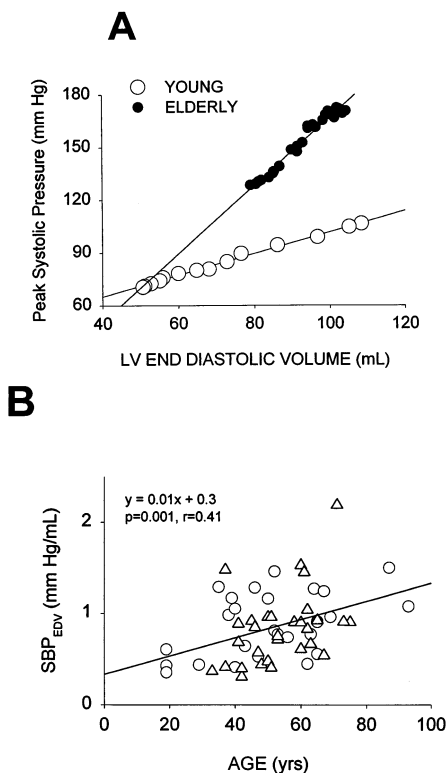 A
YOUNG
ELDERLY
Peak Systolic Pressure (mm Hg)
180
150
120
90
60
40 60 80 100 120
LV END DIASTOLIC VOLUME (mL)
B
y = 0.01x + 0.3
p=0.001, r=0.41
SBPEDV (mm Hg/mL)
2
1
0
0 20 40 60 80 100
AGE (yrs)